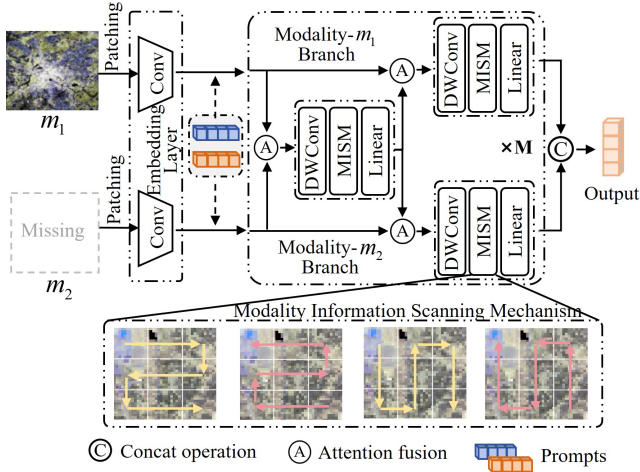 Patching
Conv
m1
Embedding
Layer
Patching
Conv
Missing
m2
Modality-m1
Branch
A
DWConv
MISM
Linear
A
DWConv
MISM
Linear
×M
C
Output
A
DWConv
MISM
Linear
Modality-m2
Branch
Modality Information Scanning Mechanism
C Concat operation
A Attention fusion
Prompts